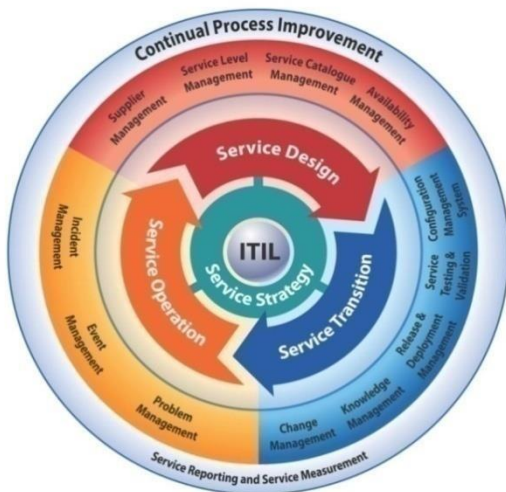 Continual Process Improvement
Supplier
Management
Service Level
Management
Service Catalogue
Management
Availability
Management
Configuration
Management
System
Service
Testing &
Validation
Release &
Deployment
Management
Knowledge
Management
Change
Management
Problem
Management
Event
Management
Incident
Management
Service Design
Service Transition
Service Operation
Service Strategy
ITIL
Service Reporting and Service Measurement